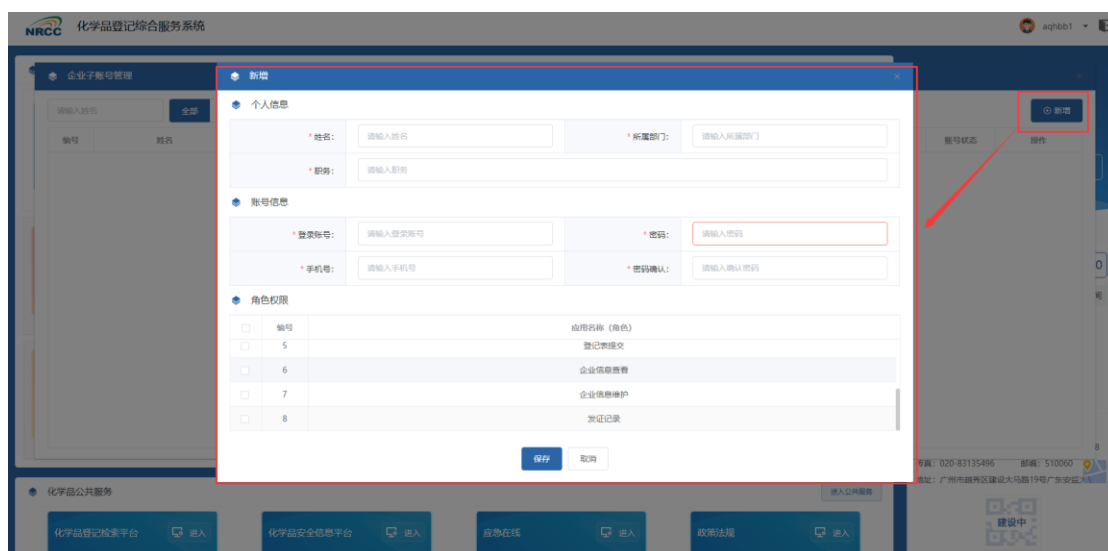 NRCC 化学品登记综合服务系统 aqhbb1
企业子账号管理
新增
请输入姓名 全部
新增
编号 姓名 账号状态 操作
个人信息
*姓名: 请输入姓名 *所属部门: 请输入所属部门
*职务: 请输入职务
账号信息
*登录账号: 请输入登录账号 *密码: 请输入密码
*手机号: 请输入手机号 *密码确认: 请输入确认密码
角色权限
编号 应用名称（角色）
5 登记表提交
6 企业信息查看
7 企业信息维护
8 发证记录
保存 取消
传真: 020-83135496 邮编: 510060
地址: 广州市越秀区建设大马路19号广东安监大
化学品公共服务 进入公共服务
建设中
化学品登记检索平台 进入 化学品安全信息平台 进入 应急在线 进入 政策法规 进入